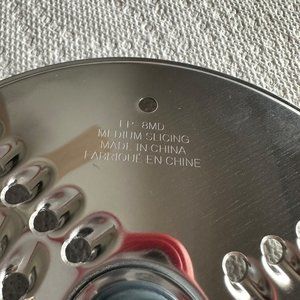 FP-8MD
MEDIUM SLICING
MADE IN CHINA
FABRIQUÉ EN CHINE